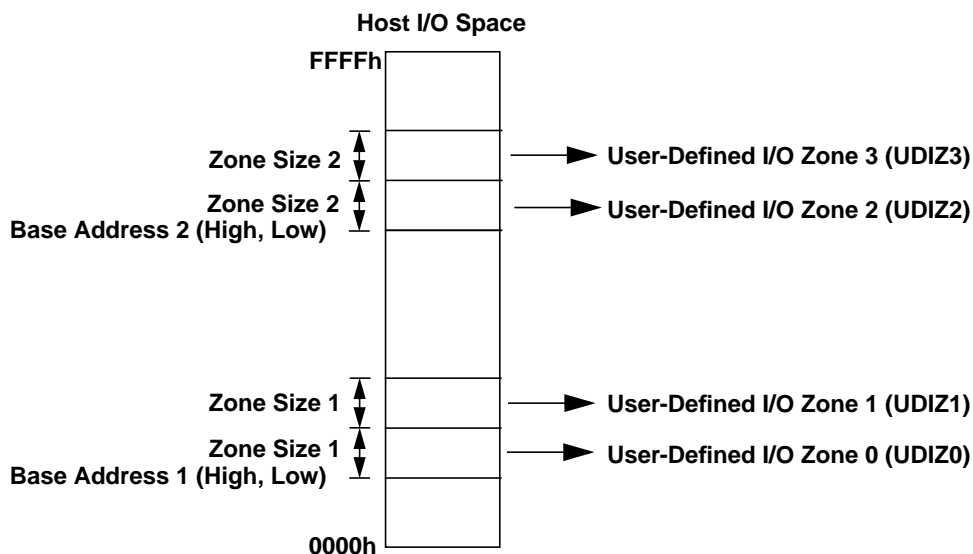 Host I/O Space
FFFFh
Zone Size 2
User-Defined I/O Zone 3 (UDIZ3)
Zone Size 2
User-Defined I/O Zone 2 (UDIZ2)
Base Address 2 (High, Low)
Zone Size 1
User-Defined I/O Zone 1 (UDIZ1)
Zone Size 1
User-Defined I/O Zone 0 (UDIZ0)
Base Address 1 (High, Low)
0000h